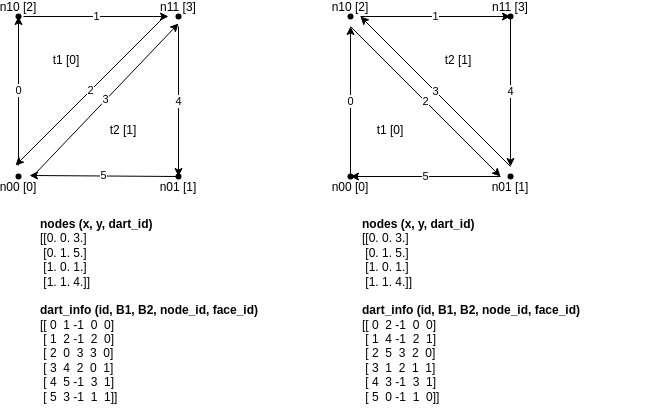 n10 [2]
1
n11 [3]
t1 [0]
0
2
3
4
t2 [1]
5
n00 [0]
n01 [1]
nodes (x, y, dart_id)
[[0. 0. 3.]
[0. 1. 5.]
[1. 0. 1.]
[1. 1. 4.]]
dart_info (id, B1, B2, node_id, face_id)
[[ 0 1 -1 0 0]
[ 1 2 -1 2 0]
[ 2 0 3 3 0]
[ 3 4 2 0 1]
[ 4 5 -1 3 1]
[ 5 3 -1 1 1]]
n10 [2]
1
n11 [3]
t2 [1]
3
4
0
2
t1 [0]
5
n00 [0]
n01 [1]
nodes (x, y, dart_id)
[[0. 0. 3.]
[0. 1. 5.]
[1. 0. 1.]
[1. 1. 4.]]
dart_info (id, B1, B2, node_id, face_id)
[[ 0 2 -1 0 0]
[ 1 4 -1 2 1]
[ 2 5 3 2 0]
[ 3 1 2 1 1]
[ 4 3 -1 3 1]
[ 5 0 -1 1 0]]